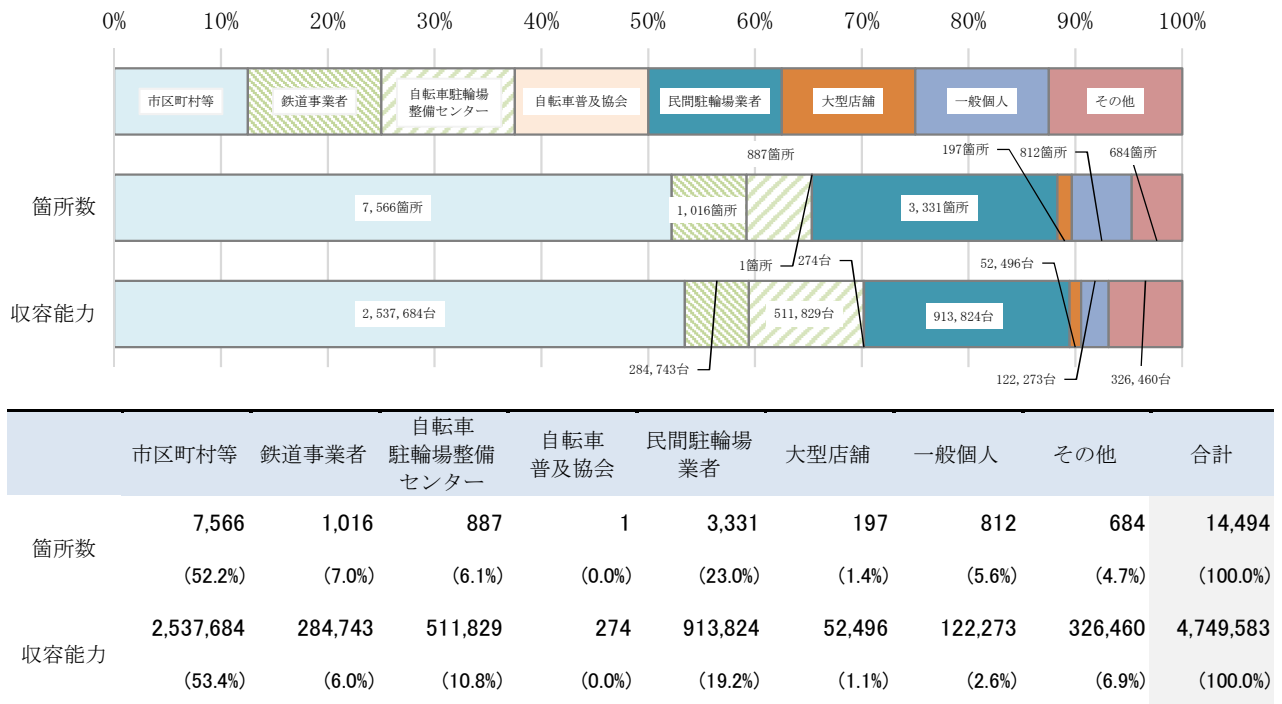 0% 10% 20% 30% 40% 50% 60% 70% 80% 90% 100%
市区町村等 鉄道事業者 自転車駐輪場 自転車普及協会 民間駐輪場業者 大型店舗 一般個人 その他
整備センター
887箇所 197箇所 812箇所 684箇所
箇所数 7,566箇所 1,016箇所 3,331箇所
1箇所 274台 52,496台
収容能力 2,537,684台 511,829台 913,824台
284,743台 122,273台 326,460台
市区町村等 鉄道事業者 自転車 自転車 民間駐輪場 大型店舗 一般個人 その他 合計
駐輪場整備 普及協会 業者
センター
箇所数 7,566 1,016 887 1 3,331 197 812 684 14,494
(52.2%) (7.0%) (6.1%) (0.0%) (23.0%) (1.4%) (5.6%) (4.7%) (100.0%)
収容能力 2,537,684 284,743 511,829 274 913,824 52,496 122,273 326,460 4,749,583
(53.4%) (6.0%) (10.8%) (0.0%) (19.2%) (1.1%) (2.6%) (6.9%) (100.0%)